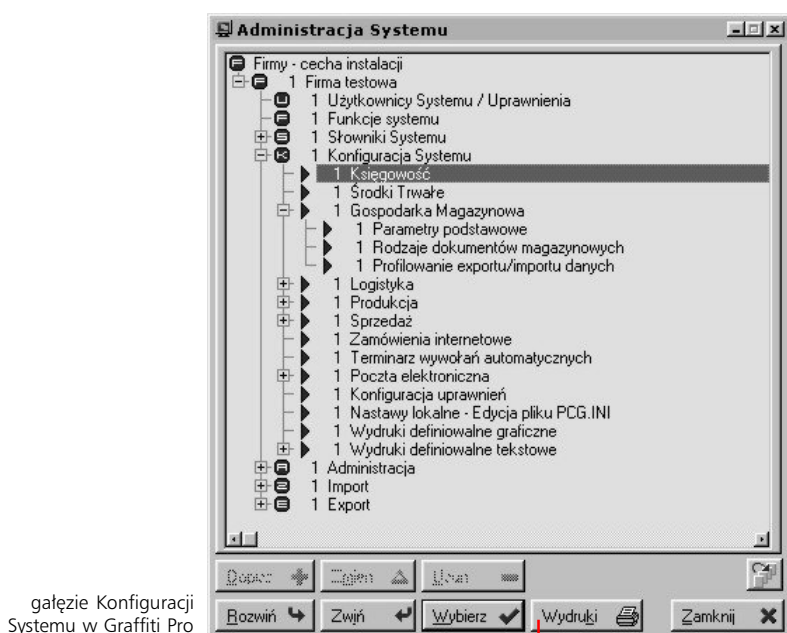 Administracja Systemu
Firmy - cecha instalacji
1 Firma testowa
1 Użytkownicy Systemu / Uprawnienia
1 Funkcje systemu
1 Słowniki Systemu
1 Konfiguracja Systemu
1 Księgowość
1 Środki Trwałe
1 Gospodarka Magazynowa
1 Parametry podstawowe
1 Rodzaje dokumentów magazynowych
1 Profilowanie exportu/importu danych
1 Logistyka
1 Produkcja
1 Sprzedaż
1 Zamówienia internetowe
1 Terminarz wywołań automatycznych
1 Poczta elektroniczna
1 Konfiguracja uprawnień
1 Nastawy lokalne - Edycja pliku PCG.INI
1 Wydruki definiowalne graficzne
1 Wydruki definiowalne tekstowe
1 Administracja
1 Import
1 Export
Dopisz Zmień Usuń
Rozwiń Zwiń Wybierz Wydruki Zamknij
gałęzie Konfiguracji
Systemu w Graffiti Pro